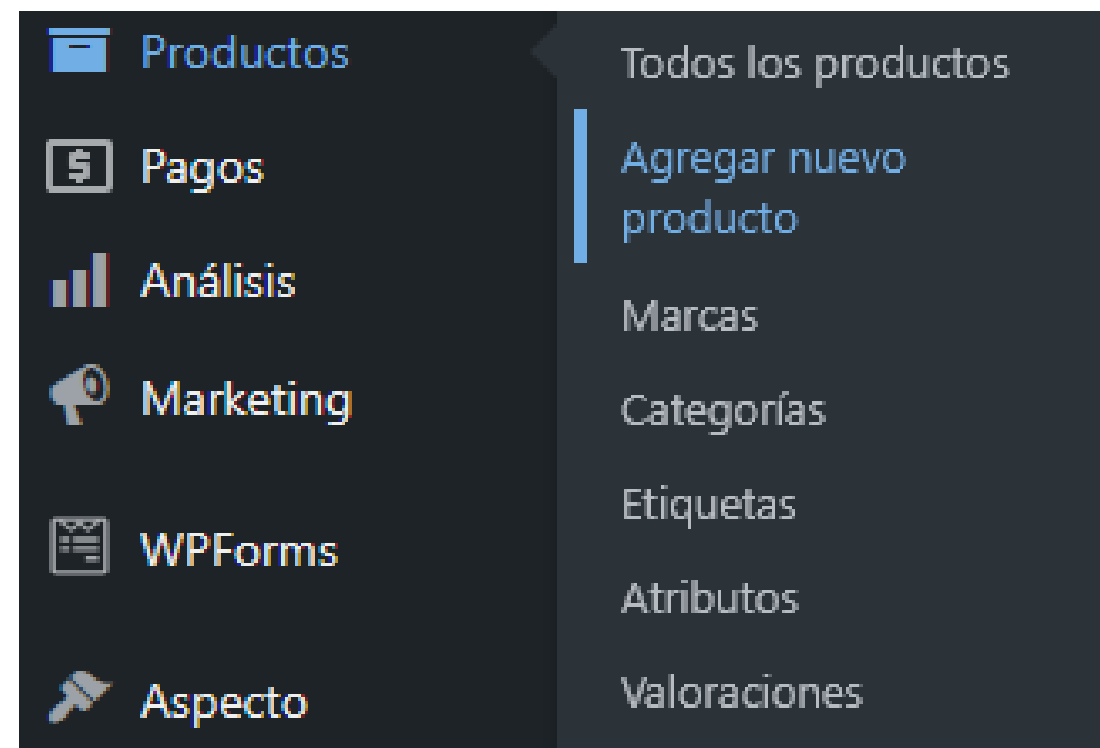 Productos
Pagos
Análisis
Marketing
WPForms
Aspecto
Todos los productos
Agregar nuevo
producto
Marcas
Categorías
Etiquetas
Atributos
Valoraciones